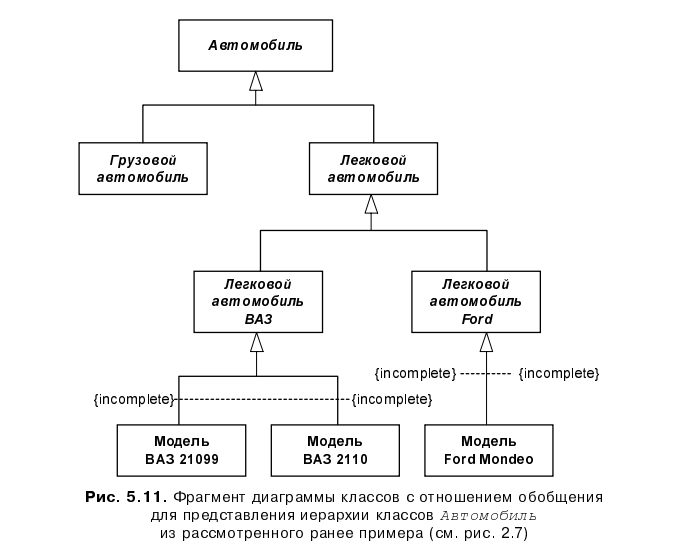 Автомобиль
Грузовой
автомобиль
Легковой
автомобиль
Легковой
автомобиль
ВАЗ
Легковой
автомобиль
Ford
{incomplete}
{incomplete}
{incomplete}
{incomplete}
Модель
ВАЗ 21099
Модель
ВАЗ 2110
Модель
Ford Mondeo
Рис. 5.11. Фрагмент диаграммы классов с отношением обобщения
для представления иерархии классов Автомобиль
из рассмотренного ранее примера (см. рис. 2.7)